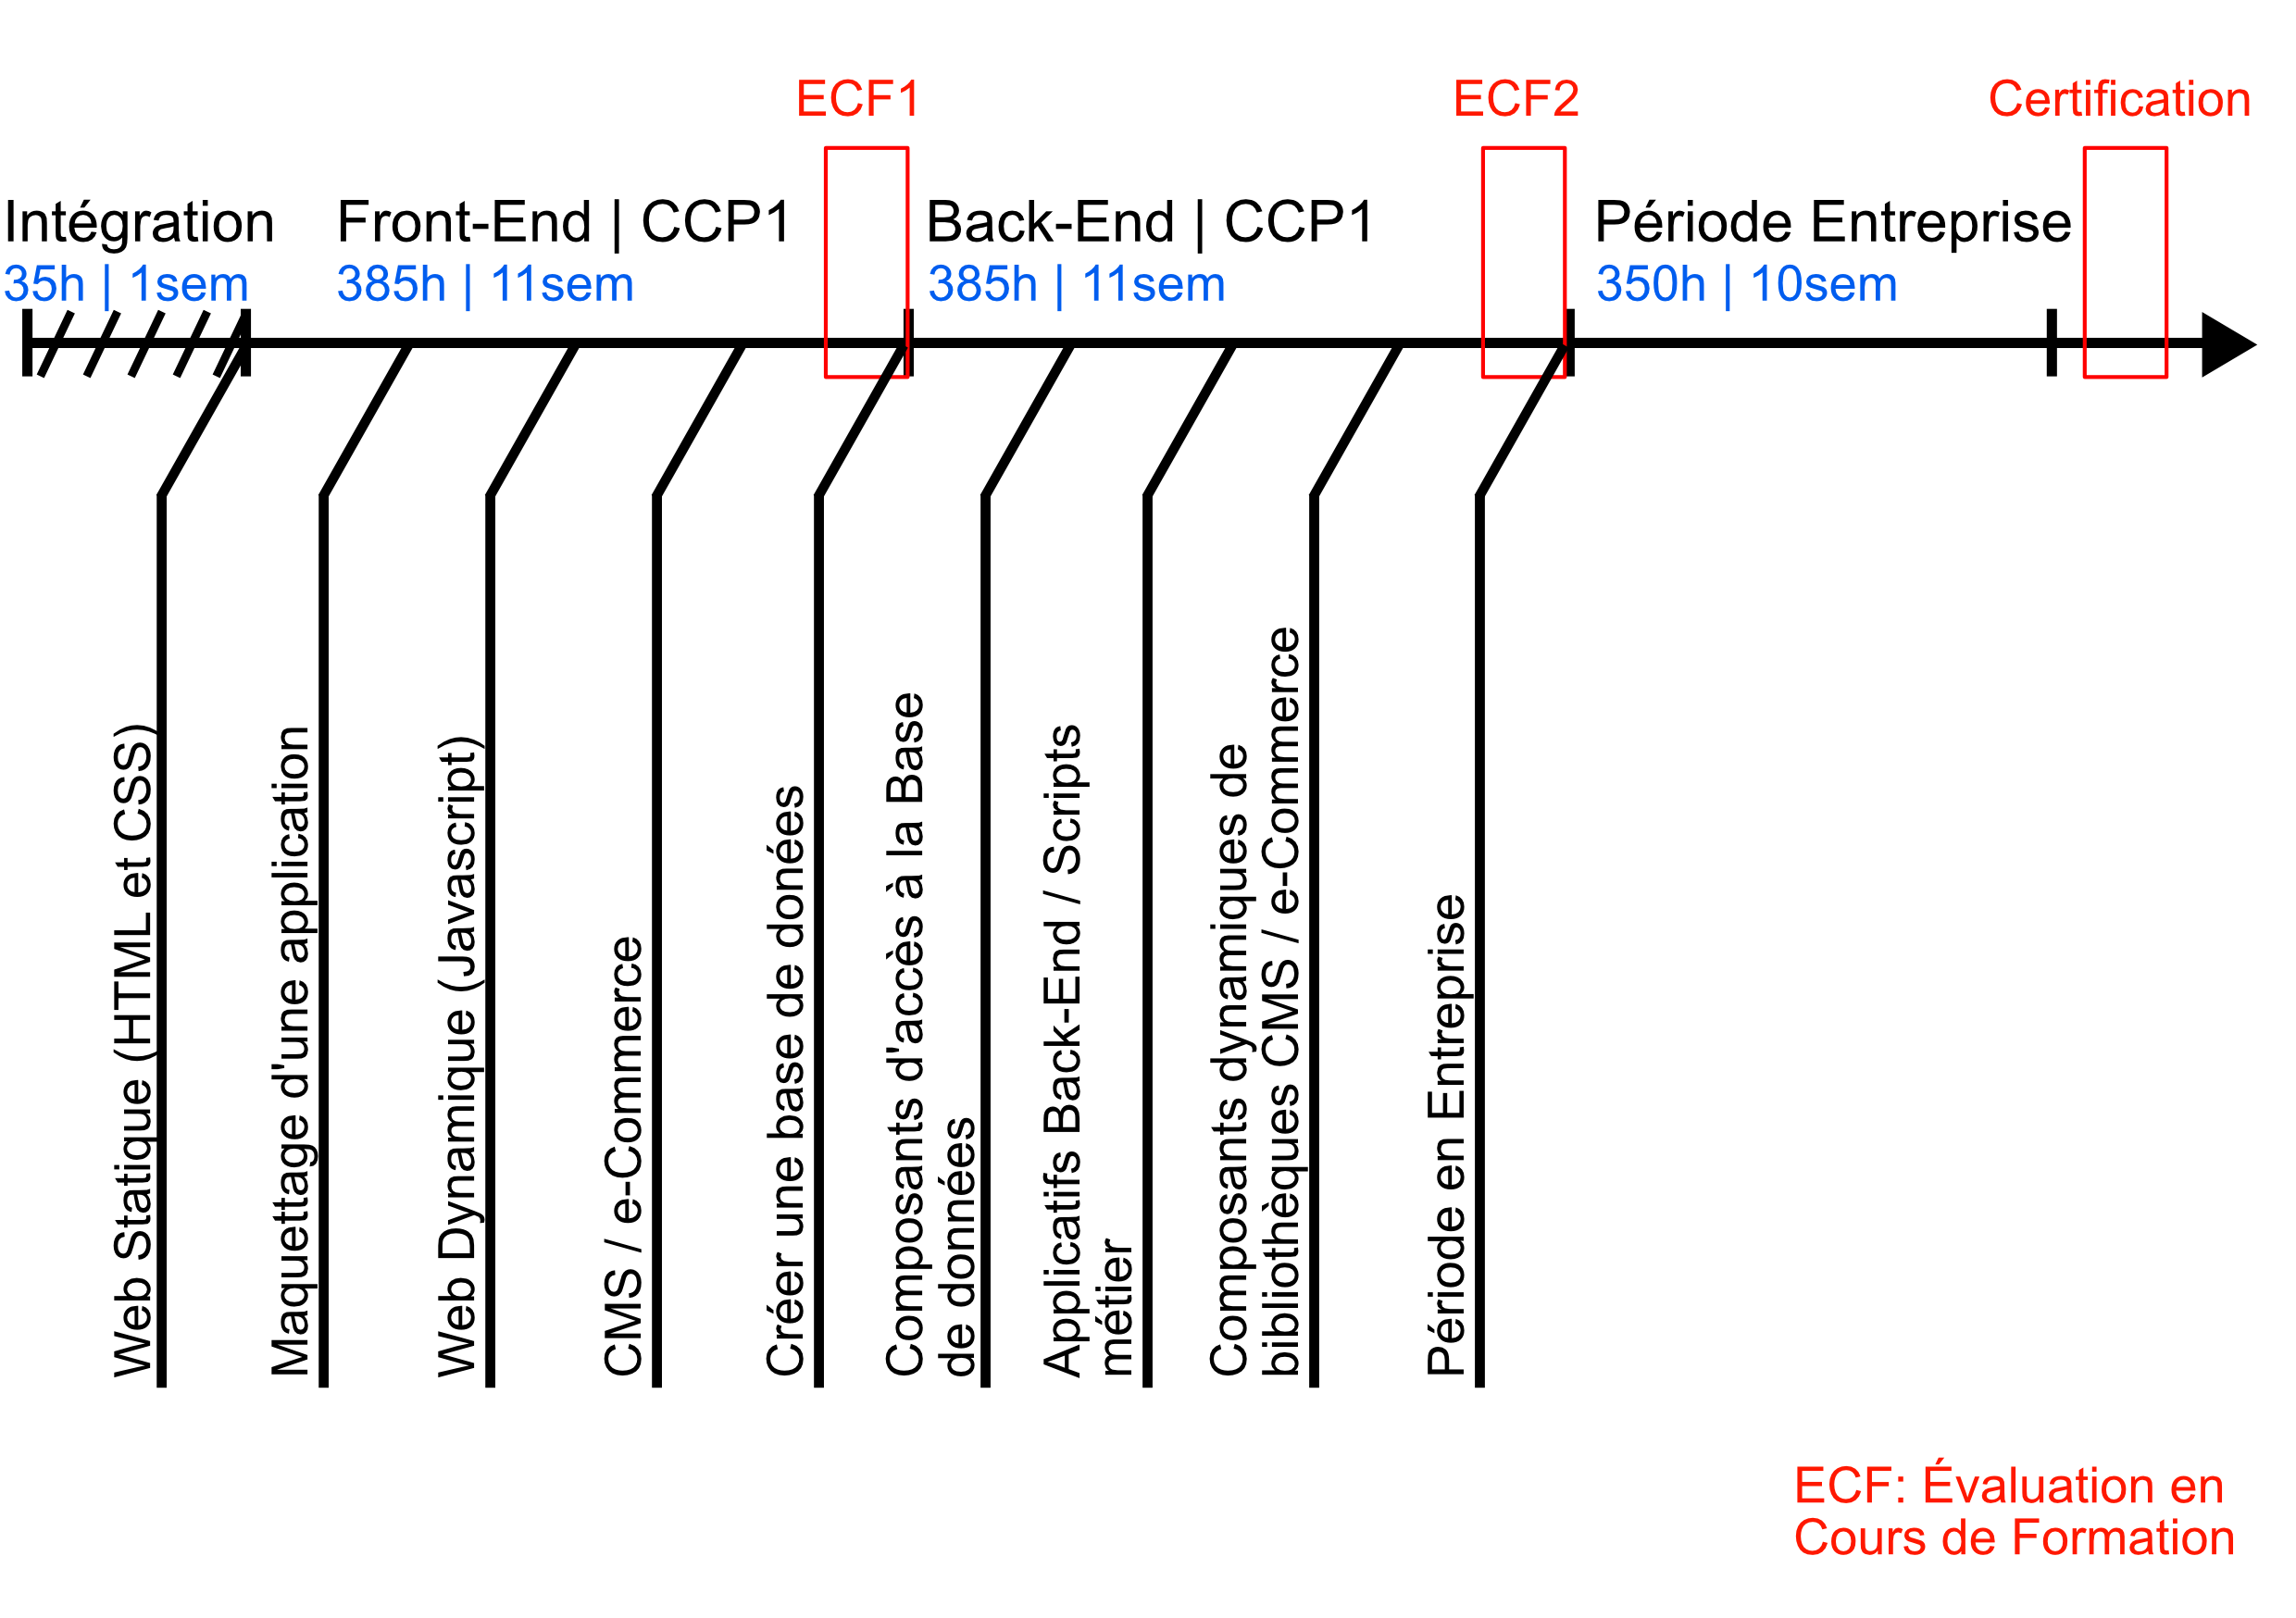 ECF1
ECF2
Certification
Intégration
35h | 1sem
Front-End | CCP1
385h | 11sem
Back-End | CCP1
385h | 11sem
Période Entreprise
350h | 10sem
Web Statique (HTML et CSS)
Maquettage d'une application
Web Dynamique (Javascript)
CMS / e-Commerce
Créer une base de données
Composants d'accès à la Base
de données
Applicatifs Back-End / Scripts
métier
Composants dynamiques de
bibliothèques CMS / e-Commerce
Période en Entreprise
ECF: Évaluation en
Cours de Formation